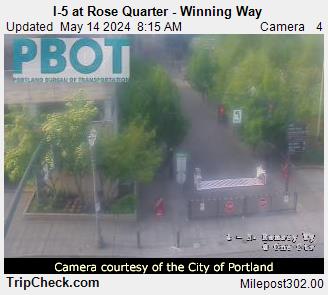 I-5 at Rose Quarter - Winning Way
Updated May 14 2024 8:15 AM Camera 4
PBOT
PORTLAND BUREAU OF TRANSPORTATION
Camera courtesy of the City of Portland
TripCheck.com Milepost302.00